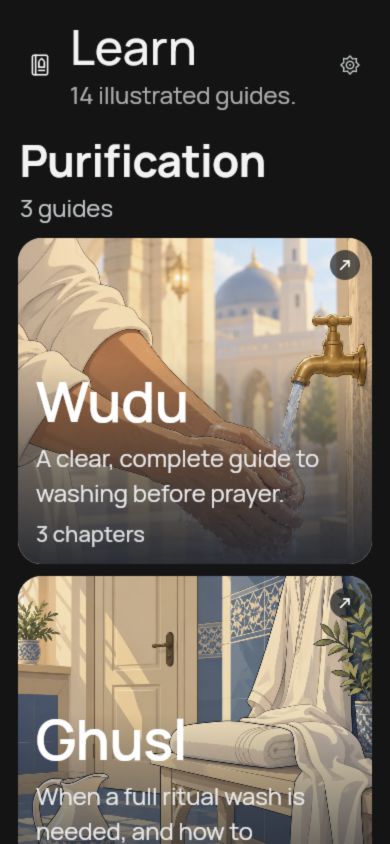 Learn
14 illustrated guides.
Purification
3 guides
Wudu
A clear, complete guide to
washing before prayer.
3 chapters
Ghusl
When a full ritual wash is
needed, and how to